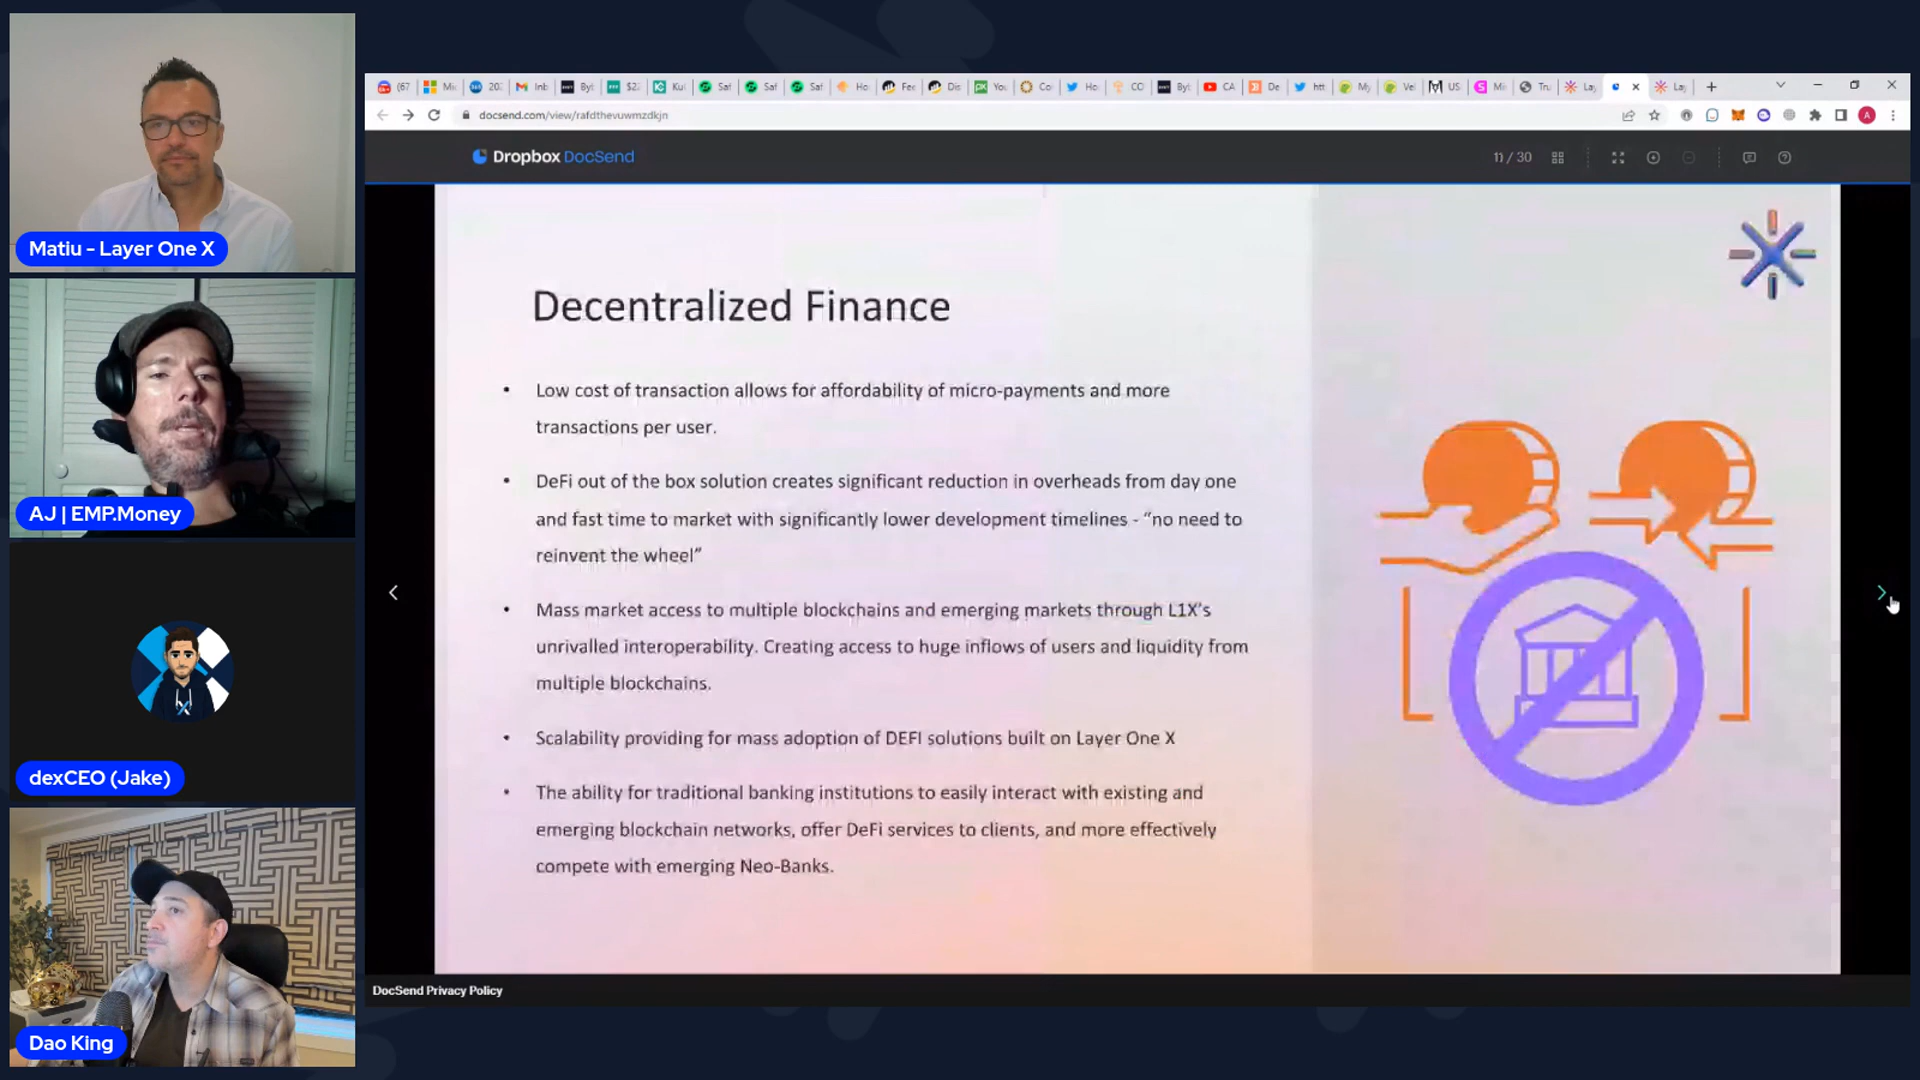 Matiu - Layer One X
AJ | EMP.Money
dexCEO (Jake)
Dao King
docsend.com/view/rafdthevuwmzdkjn
Dropbox DocSend
11 / 30
Decentralized Finance
• Low cost of transaction allows for affordability of micro-payments and more
transactions per user.
• DeFi out of the box solution creates significant reduction in overheads from day one
and fast time to market with significantly lower development timelines - “no need to
reinvent the wheel”
• Mass market access to multiple blockchains and emerging markets through L1X’s
unrivalled interoperability. Creating access to huge inflows of users and liquidity from
multiple blockchains.
• Scalability providing for mass adoption of DEFI solutions built on Layer One X
• The ability for traditional banking institutions to easily interact with existing and
emerging blockchain networks, offer DeFi services to clients, and more effectively
compete with emerging Neo-Banks.
DocSend Privacy Policy